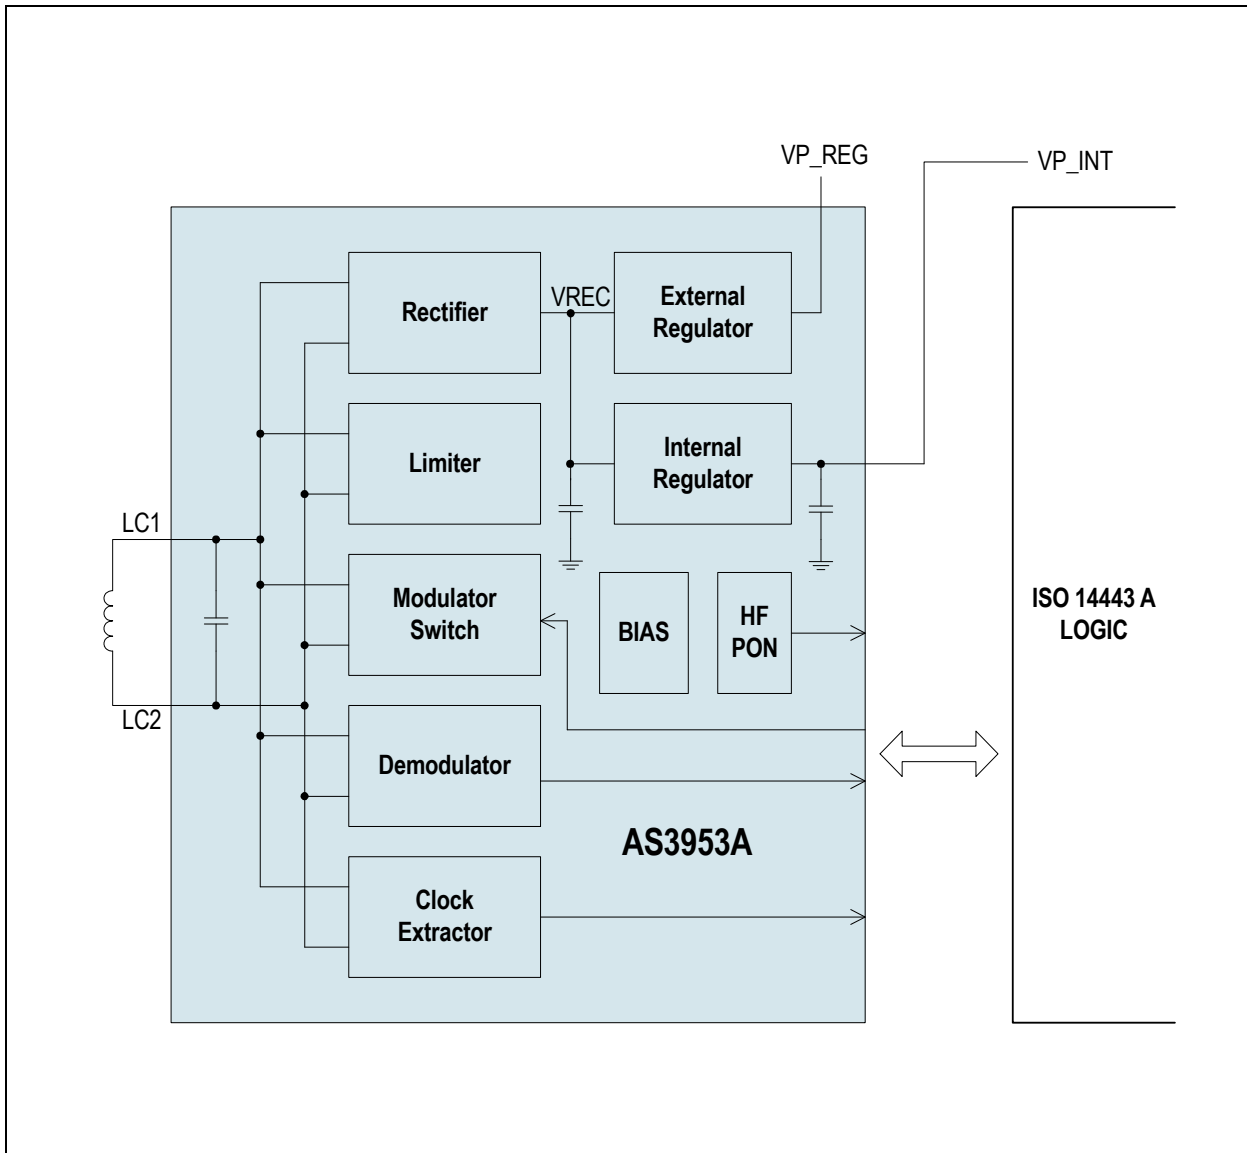 VP_REG
VP_INT
Rectifier
VREC
External
Regulator
Limiter
Internal
Regulator
LC1
LC2
Modulator
Switch
BIAS
HF
PON
ISO 14443 A
LOGIC
Demodulator
AS3953A
Clock
Extractor